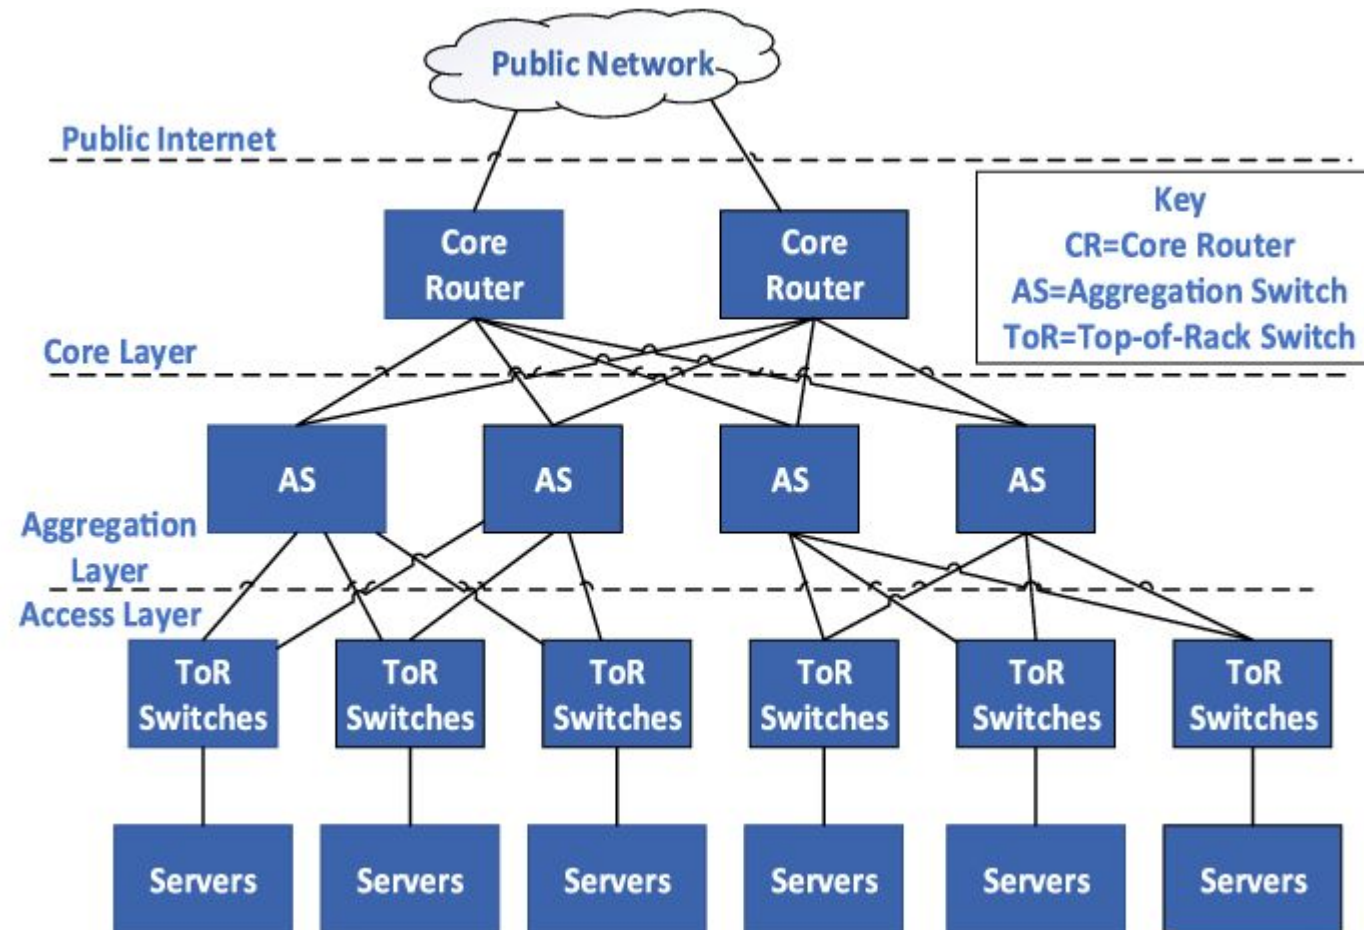 Public Network
Public Internet
Key
CR=Core Router
AS=Aggregation Switch
ToR=Top-of-Rack Switch
Core
Router
Core
Router
Core Layer
AS
AS
AS
AS
Aggregation
Layer
Access Layer
ToR
Switches
ToR
Switches
ToR
Switches
ToR
Switches
ToR
Switches
ToR
Switches
Servers
Servers
Servers
Servers
Servers
Servers